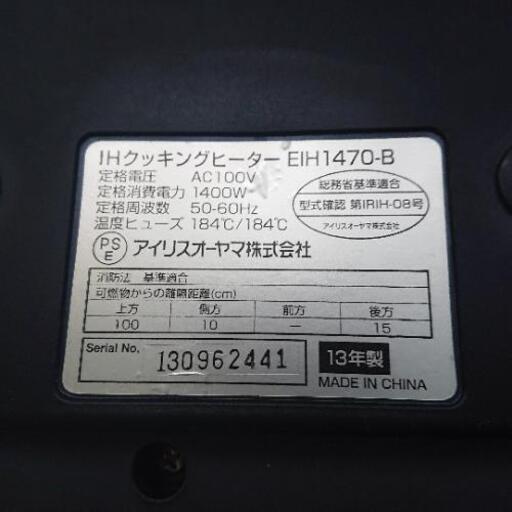 IHクッキングヒーター EIH1470-B
定格電圧 AC100V
定格消費電力 1400W
定格周波数 50-60Hz
温度ヒューズ 184℃/184℃
総務省基準適合
型式確認 第IRIH-08号
アイリスオーヤマ株式会社
PSE アイリスオーヤマ株式会社
消防法 基準適合
可燃物からの離隔距離(cm)
上方 側方 前方 後方
100 10 — 15
Serial No. 130962441
13年製
MADE IN CHINA